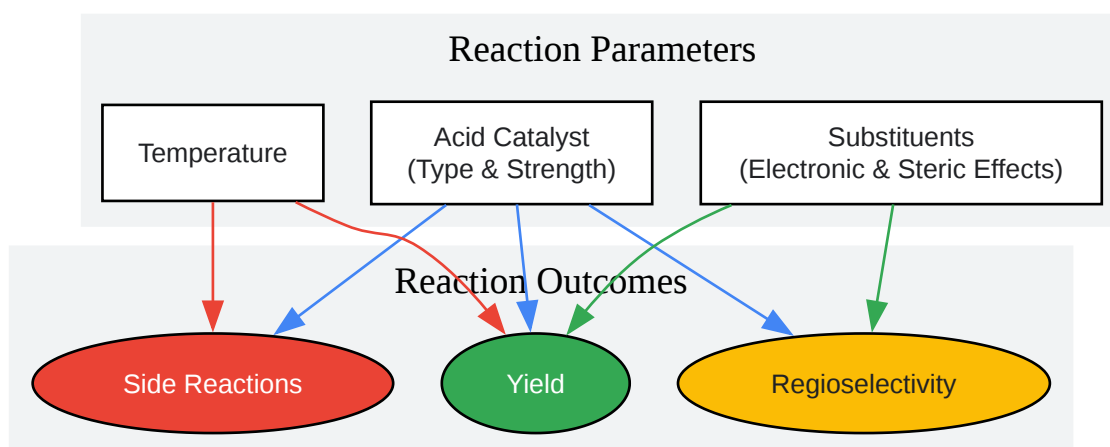 Reaction Parameters
Temperature
Acid Catalyst
(Type & Strength)
Substituents
(Electronic & Steric Effects)
Reaction Outcomes
Side Reactions
Yield
Regioselectivity